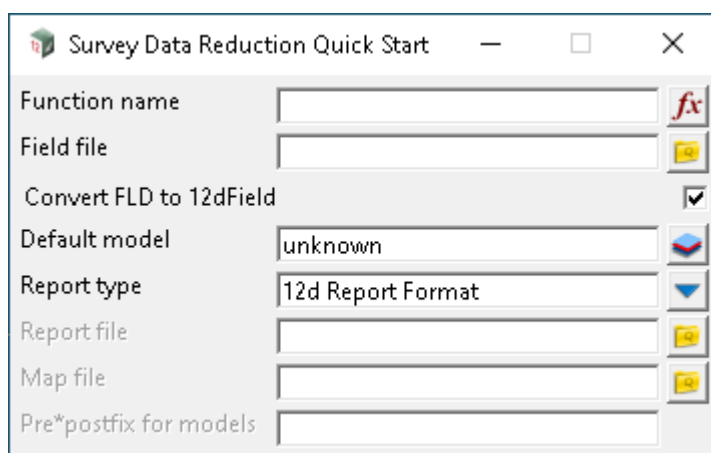 Survey Data Reduction Quick Start
Function name
fx
Field file
Convert FLD to 12dField
Default model unknown
Report type 12d Report Format
Report file
Map file
Pre*postfix for models